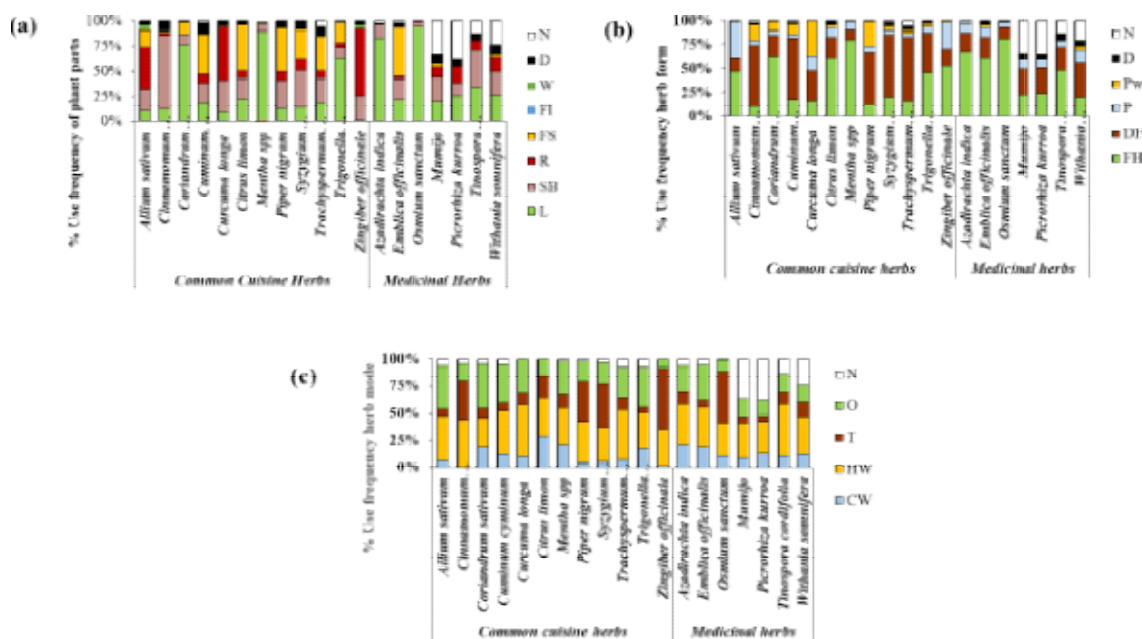 (a)
% Use frequency of plant parts
100%
75%
50%
25%
0%
Allium sativum
Cinnamomum...
Coriandrum...
Cuminum...
Curcuma longa
Citrus limon
Mentha spp
Piper nigrum
Syzygium...
Trachyspermum...
Trigonella...
Zingiber officinale
Azadirachta indica
Emblica officinalis
Osmium sanctum
Mumijo
Picrorhiza kurroa
Tinospora...
Withania somnifera
Common Cuisine Herbs
Medicinal Herbs
N
D
W
FI
FS
R
L
(b)
% Use frequency herb form
100%
75%
50%
25%
0%
Allium sativum
Cinnamomum...
Coriandrum...
Cuminum...
Curcuma longa
Citrus limon
Mentha spp
Piper nigrum
Syzygium...
Trachyspermum...
Trigonella...
Zingiber officinale
Azadirachta indica
Emblica officinalis
Osmium sanctum
Mumijo
Picrorhiza kurroa
Tinospora...
Withania...
Common cuisine herbs
Medicinal herbs
N
D
Pw
P
DH
FH
(c)
% Use frequency herb mode
100%
75%
50%
25%
0%
Allium sativum
Cinnamomum...
Coriandrum sativum
Cuminum cyminum
Curcuma longa
Citrus limon
Mentha spp
Piper nigrum
Syzygium...
Trachyspermum...
Trigonella...
Zingiber officinale
Azadirachta indica
Emblica officinalis
Osmium sanctum
Mumijo
Picrorhiza kurroa
Tinospora cordifolia
Withania somnifera
Common cuisine herbs
Medicinal herbs
N
O
T
HW
CW